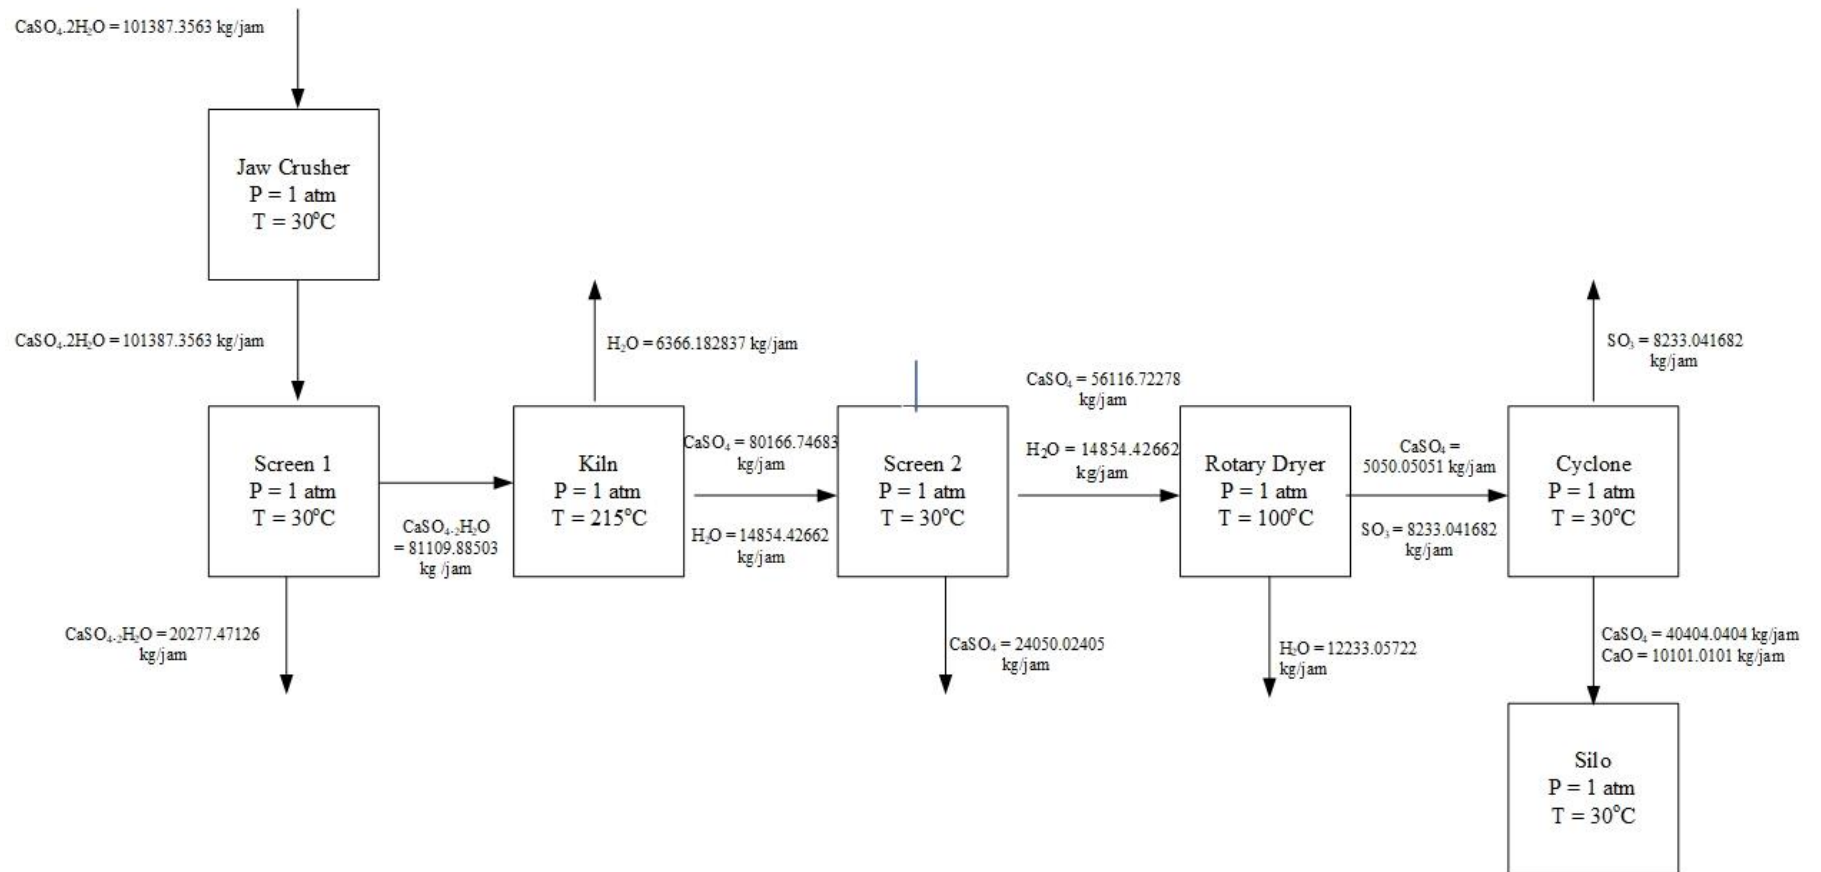 CaSO₄.2H₂O = 101387.3563 kg/jam
Jaw Crusher
P = 1 atm
T = 30°C
CaSO₄.2H₂O = 101387.3563 kg/jam
Screen 1
P = 1 atm
T = 30°C
CaSO₄.₂H₂O = 20277.47126
kg/jam
CaSO₄.₂H₂O
= 81109.88503
kg /jam
H₂O = 6366.182837 kg/jam
Kiln
P = 1 atm
T = 215°C
CaSO₄ = 80166.74683
kg/jam
H₂O = 14854.42662
kg/jam
Screen 2
P = 1 atm
T = 30°C
CaSO₄ = 24050.02405
kg/jam
CaSO₄ = 56116.72278
kg/jam
H₂O = 14854.42662
kg/jam
Rotary Dryer
P = 1 atm
T = 100°C
H₂O = 12233.05722
kg/jam
CaSO₄ =
5050.05051 kg/jam
SO₃ = 8233.041682
kg/jam
SO₃ = 8233.041682
kg/jam
Cyclone
P = 1 atm
T = 30°C
CaSO₄ = 40404.0404 kg/jam
CaO = 10101.0101 kg/jam
Silo
P = 1 atm
T = 30°C